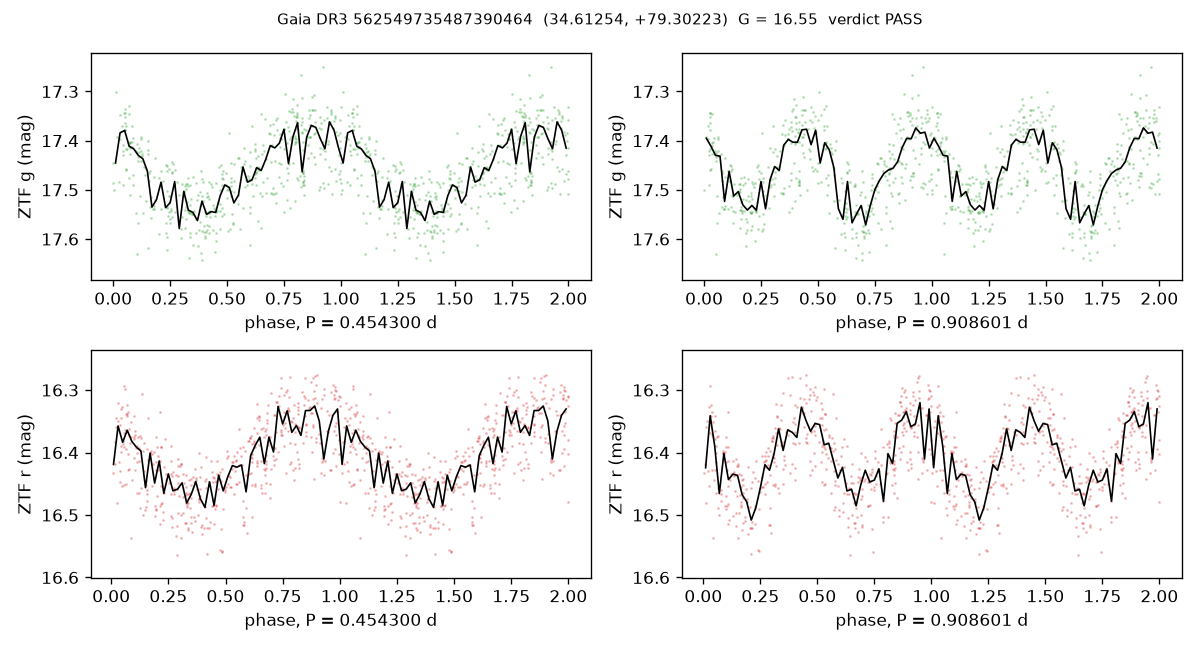 Gaia DR3 562549735487390464  (34.61254, +79.30223)  G = 16.55  verdict PASS
ZTF g (mag)
17.3
17.4
17.5
17.6
0.00 0.25 0.50 0.75 1.00 1.25 1.50 1.75 2.00
phase, P = 0.454300 d
ZTF g (mag)
17.3
17.4
17.5
17.6
0.00 0.25 0.50 0.75 1.00 1.25 1.50 1.75 2.00
phase, P = 0.908601 d
ZTF r (mag)
16.3
16.4
16.5
16.6
0.00 0.25 0.50 0.75 1.00 1.25 1.50 1.75 2.00
phase, P = 0.454300 d
ZTF r (mag)
16.3
16.4
16.5
16.6
0.00 0.25 0.50 0.75 1.00 1.25 1.50 1.75 2.00
phase, P = 0.908601 d